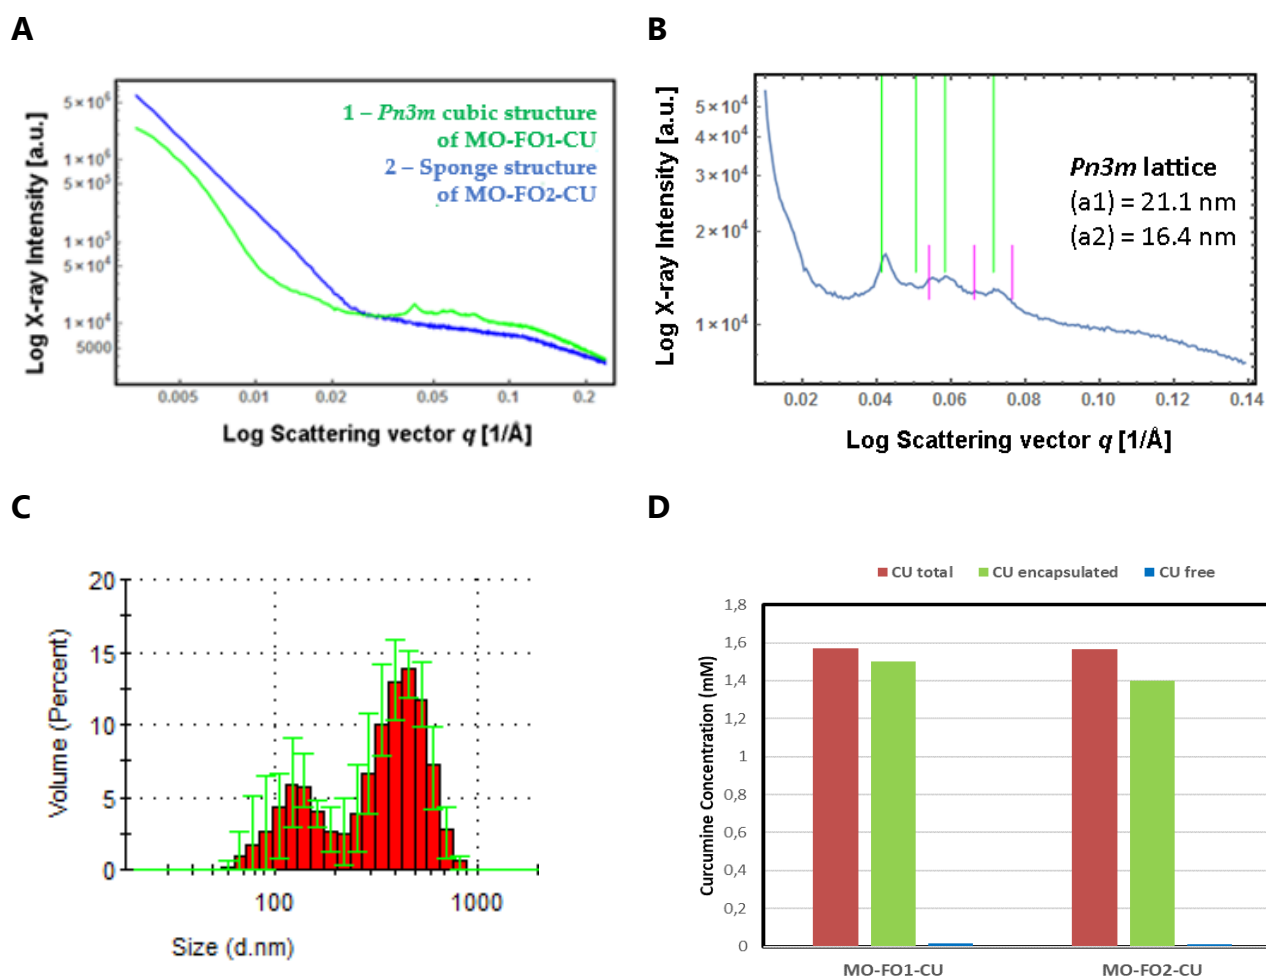 A
Log X-ray Intensity [a.u.]
5×10⁶
1×10⁶
5×10⁵
1×10⁵
5×10⁴
1×10⁴
5000
1 – Pn3m cubic structure
of MO-FO1-CU
2 – Sponge structure
of MO-FO2-CU
0.005 0.01 0.02 0.05 0.1 0.2
Log Scattering vector q [1/Å]
B
Log X-ray Intensity [a.u.]
5×10⁴
4×10⁴
3×10⁴
2×10⁴
1×10⁴
Pn3m lattice
(a1) = 21.1 nm
(a2) = 16.4 nm
0.02 0.04 0.06 0.08 0.10 0.12 0.14
Log Scattering vector q [1/Å]
C
Volume (Percent)
20
15
10
5
0
100 1000
Size (d.nm)
D
CU total CU encapsulated CU free
Curcumine Concentration (mM)
1,8
1,6
1,4
1,2
1
0,8
0,6
0,4
0,2
0
MO-FO1-CU MO-FO2-CU